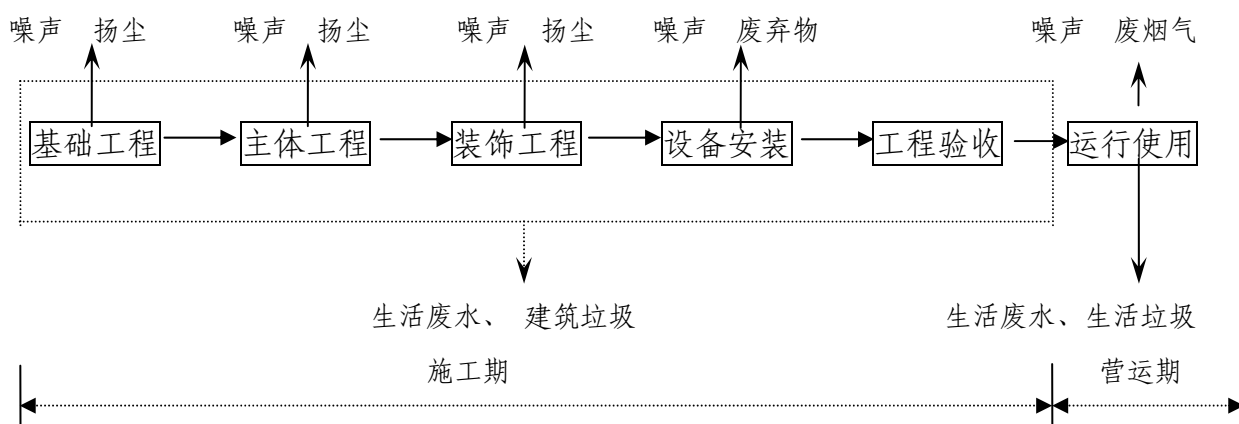 噪声 扬尘 噪声 扬尘 噪声 扬尘 噪声 废弃物 噪声 废烟气
基础工程 主体工程 装饰工程 设备安装 工程验收 运行使用
生活废水、 建筑垃圾 生活废水、生活垃圾
施工期 营运期